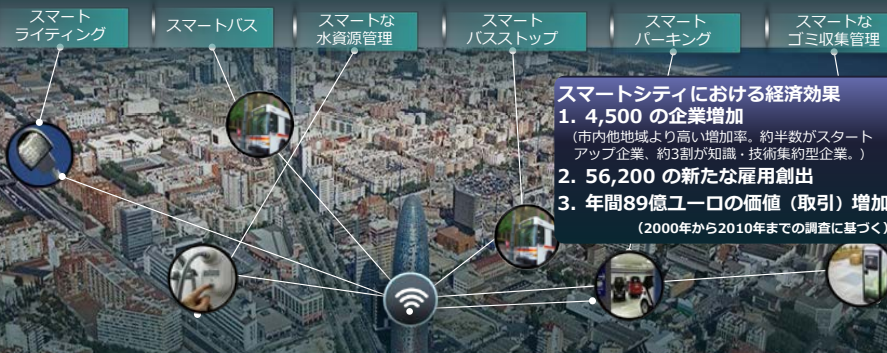 スマート
ライティング
スマートバス
スマートな
水資源管理
スマート
バスストップ
スマート
パーキング
スマートな
ゴミ収集管理
スマートシティにおける経済効果
1. 4,500 の企業増加
（市内他地域より高い増加率。約半数がスタート
アップ企業、約3割が知識・技術集約型企業。）
2. 56,200 の新たな雇用創出
3. 年間89億ユーロの価値（取引）増加
（2000年から2010年までの調査に基づく）